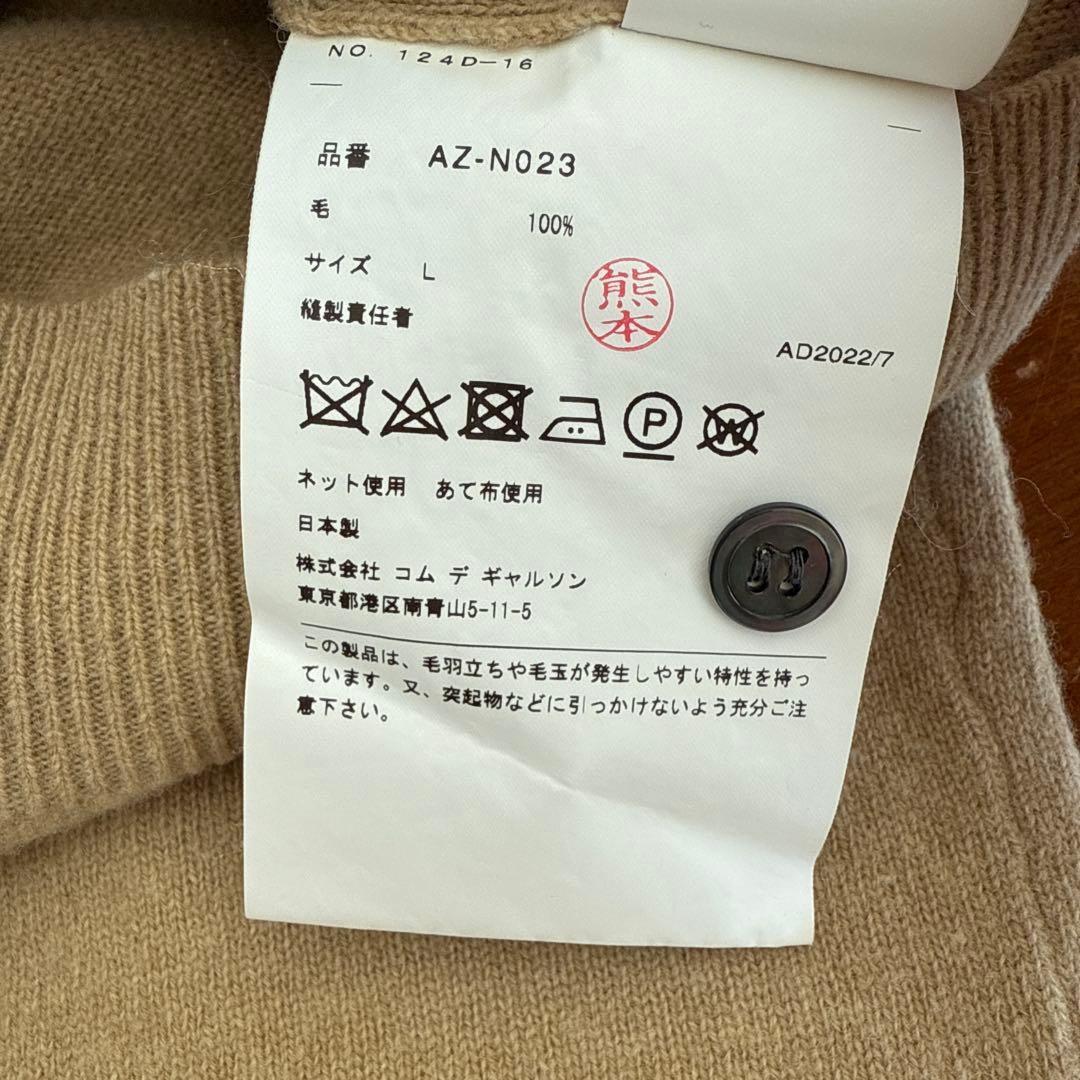 NO. 124D-16
品番 AZ-N023
毛 100%
サイズ L
縫製責任者 熊本
AD2022/7
P W
ネット使用 あて布使用
日本製
株式会社 コム デ ギャルソン
東京都港区南青山5-11-5
この製品は、毛羽立ちや毛玉が発生しやすい特性を持っ
ています。又、突起物などに引っかけないよう充分ご注
意下さい。